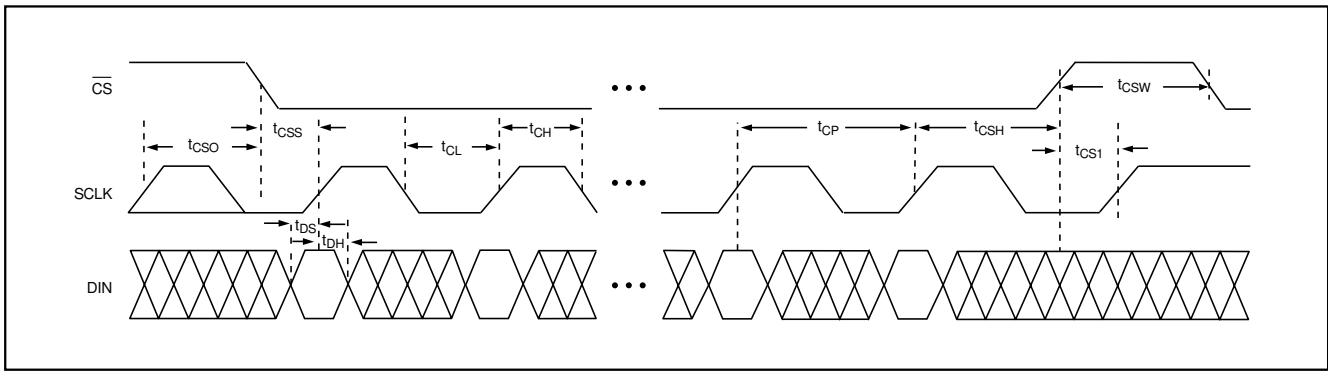 CS
tCSW
tCSS
tCH
tCP
tCSH
tCSO
tCL
tCS1
SCLK
tDS
tDH
DIN